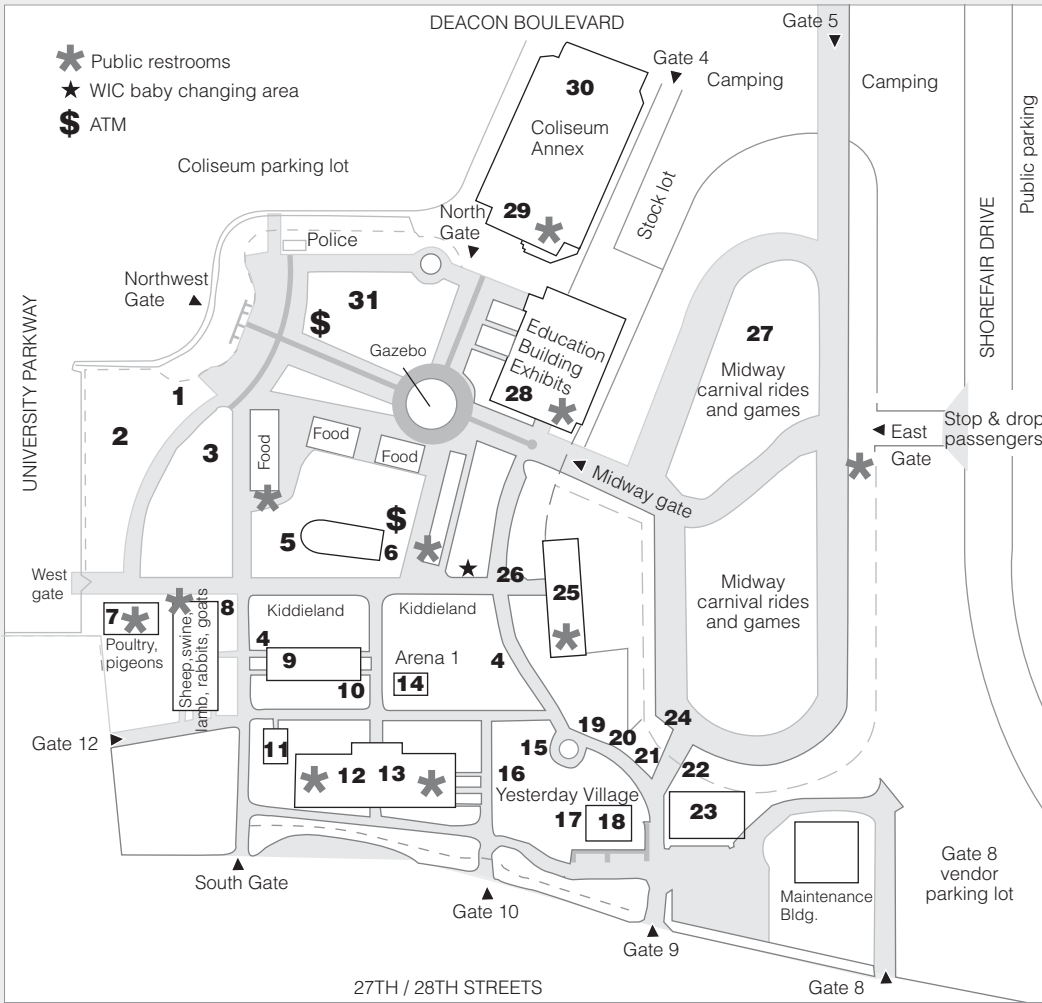 DEACON BOULEVARD
Gate 5
Public restrooms
WIC baby changing area
$ ATM
Gate 4
Camping
Camping
30
Coliseum
Annex
Coliseum parking lot
Public parking
Stock lot
29
North
Gate
Police
SHOREFAIR DRIVE
Northwest
Gate
31
$
Gazebo
Education
Building
Exhibits
28
27
Midway
carnival rides
and games
UNIVERSITY PARKWAY
1
2
3
Food
Food
Food
Stop & drop
passengers
East
Gate
Midway gate
5
$
6
26
25
Midway
carnival rides
and games
West
gate
7
Poultry,
pigeons
Sheep, swine,
lamb, rabbits, goats
8
Kiddieland
Kiddieland
4
9
10
Arena 1
14
4
Gate 12
11
12
13
15
16
19
20
21
24
22
Yesterday Village
17
18
23
South Gate
Gate 10
Gate 9
Maintenance
Bldg.
Gate 8
vendor
parking lot
27TH / 28TH STREETS
Gate 8